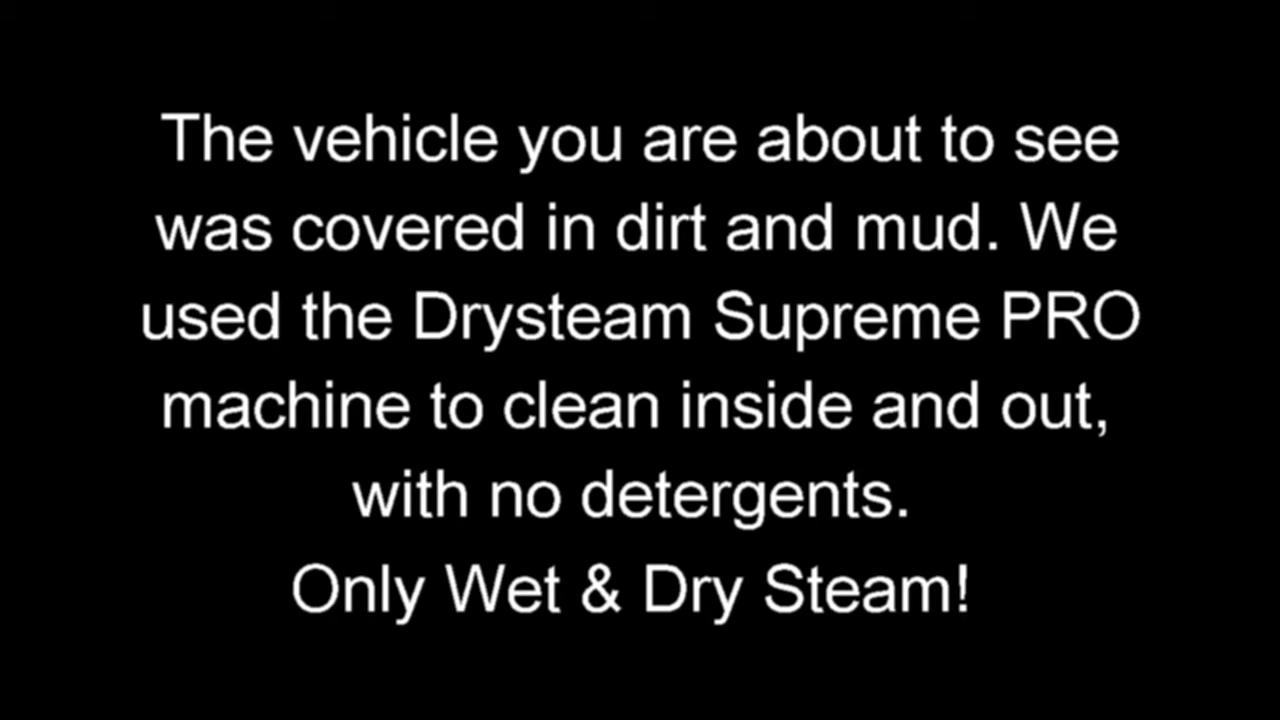 The vehicle you are about to see
was covered in dirt and mud. We
used the Drysteam Supreme PRO
machine to clean inside and out,
with no detergents.
Only Wet & Dry Steam!